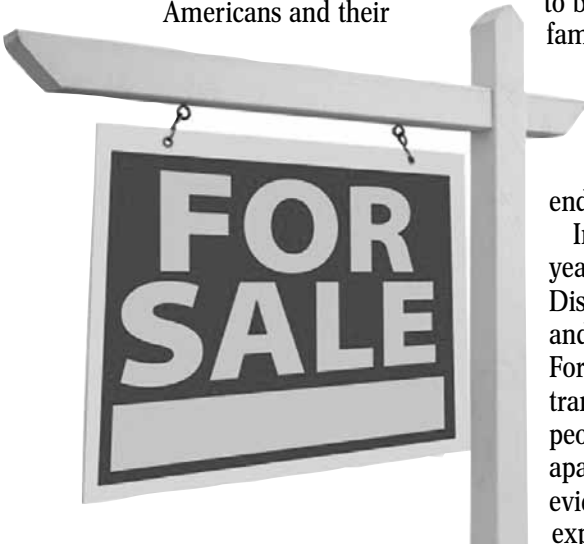 Americans and their
FOR
SALE
to b
fam
end
In
yea
Dis
and
For
tran
peo
apa
evid
exp